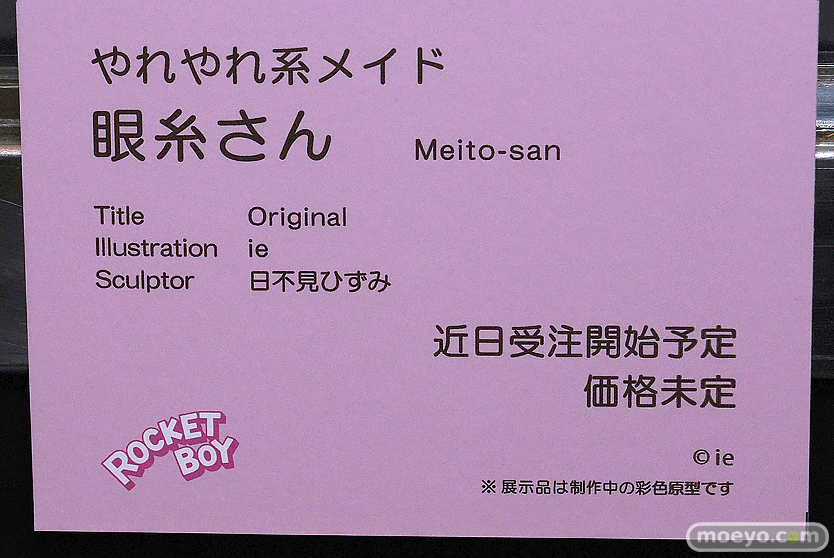 やれやれ系メイド
眼糸さん Meito-san
Title Original
Illustration ie
Sculptor 日不見ひずみ
近日受注開始予定
価格未定
ROCKET
BOY
©ie
※展示品は制作中の彩色原型です
moeyo.com